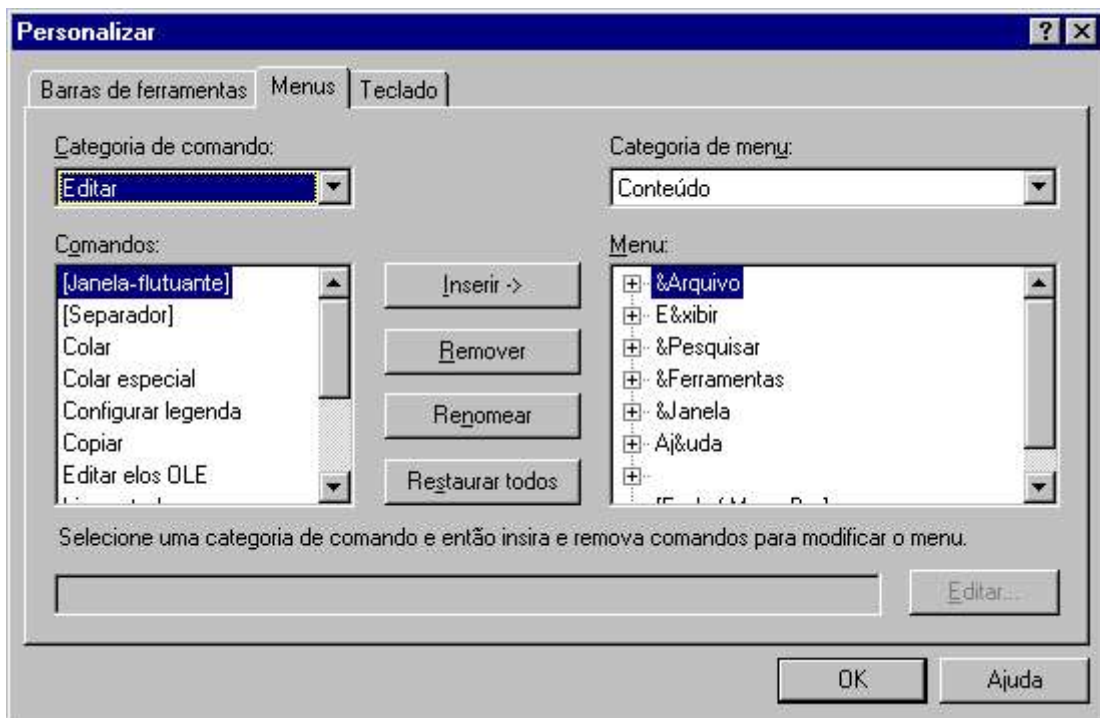 Personalizar
Barras de ferramentas Menus Teclado
Categoria de comando:
Editar
Categoria de menu:
Conteúdo
Comandos:
[Janela-flutuante]
[Separador]
Colar
Colar especial
Configurar legenda
Copiar
Editar elos OLE
Inserir ->
Remover
Renomear
Restaurar todos
Menu:
&Arquivo
E&xibir
&Pesquisar
&Ferramentas
&Janela
Aj&uda
Selecione uma categoria de comando e então insira e remova comandos para modificar o menu.
Editar...
OK Ajuda